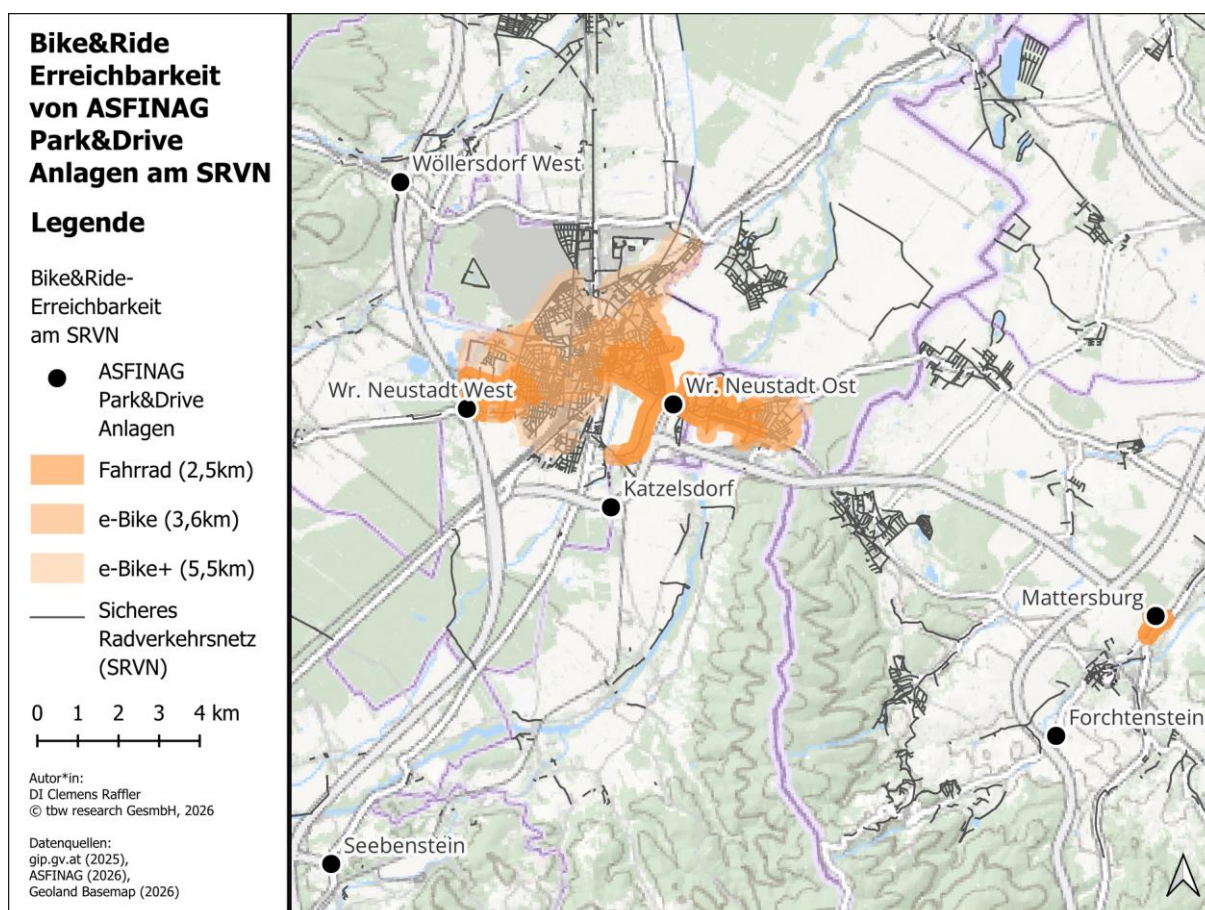 Bike&Ride
Erreichbarkeit
von ASFINAG
Park&Drive
Anlagen am SRVN
Legende
Bike&Ride-
Erreichbarkeit
am SRVN
ASFINAG
Park&Drive
Anlagen
Fahrrad (2,5km)
e-Bike (3,6km)
e-Bike+ (5,5km)
Sicheres
Radverkehrsnetz
(SRVN)
0 1 2 3 4 km
Autor*in:
DI Clemens Raffler
© tbw research GesmbH, 2026
Datenquellen:
gip.gv.at (2025),
ASFINAG (2026),
Geoland Basemap (2026)
Wöllersdorf West
Wr. Neustadt West
Wr. Neustadt Ost
Katzelsdorf
Mattersburg
Forchtenstein
Seebenstein